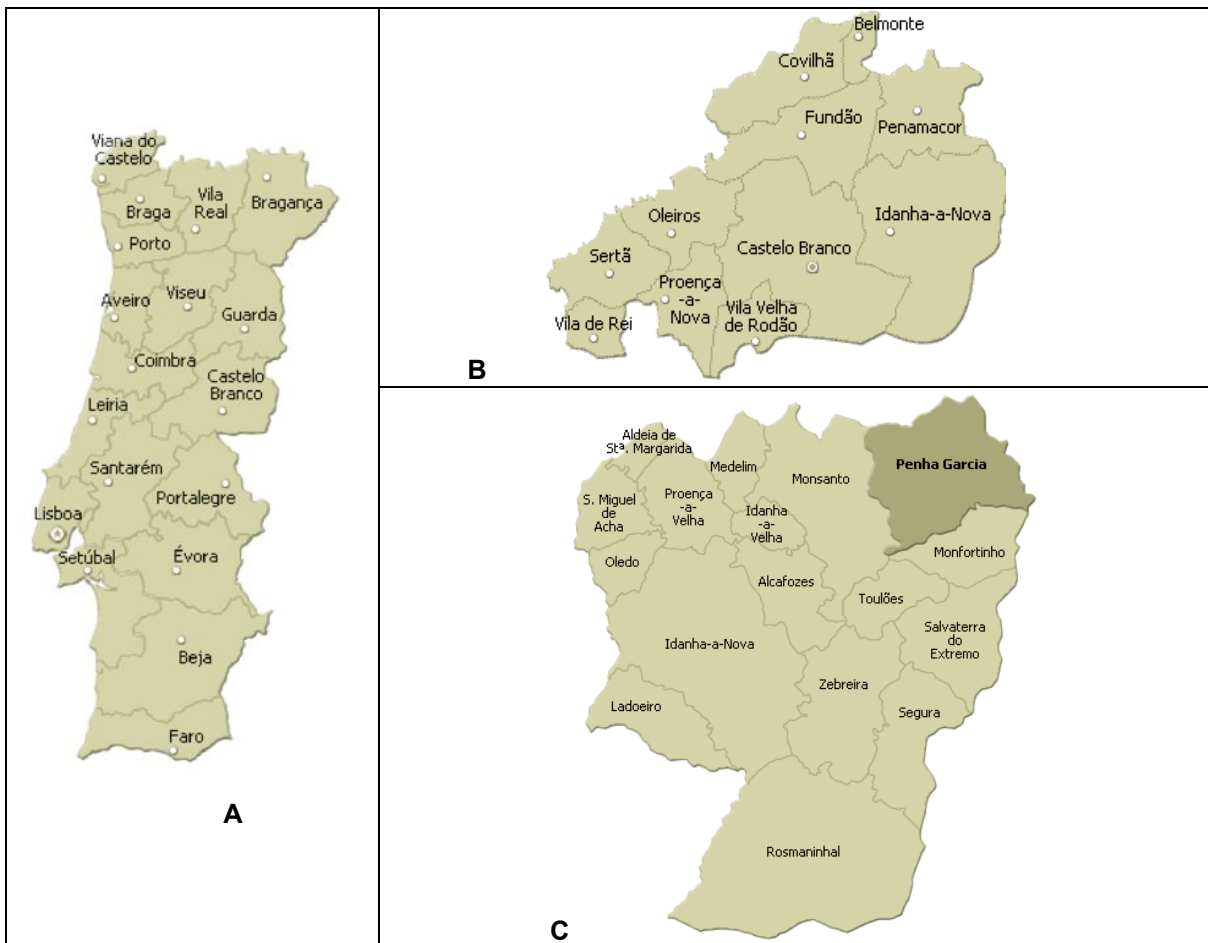 Viana do
Castelo
Braga
Vila
Real
Bragança
Porto
Aveiro
Viseu
Guarda
Coimbra
Castelo
Branco
Leiria
Santarém
Portalegre
Lisboa
Setúbal
Évora
Beja
Faro
A
Belmonte
Covilhã
Fundão
Penamacor
Oleiros
Idanha-a-Nova
Castelo Branco
Sertã
Proença
-a-
Nova
Vila Velha
de Rodão
Vila de Rei
B
Aldeia de
Stª. Margarida
Medelim
Monsanto
Penha Garcia
S. Miguel
de
Acha
Proença
-a-
Velha
Idanha
-a-
Velha
Monfortinho
Oledo
Alcafozes
Toulões
Idanha-a-Nova
Salvaterra
do
Extremo
Zebreira
Ladoeiro
Segura
Rosmaninhal
C